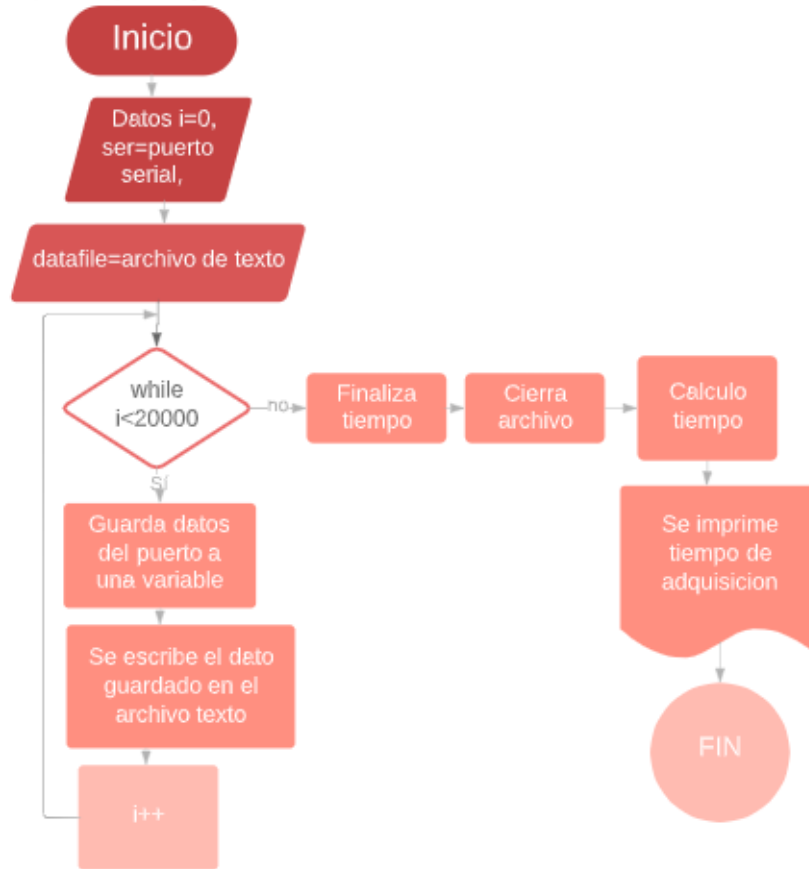 Inicio
Datos i=0,
ser=puerto
serial,
datafile=archivo de texto
while
i<20000
no
Finaliza
tiempo
Cierra
archivo
Calculo
tiempo
Sí
Guarda datos
del puerto a
una variable
Se imprime
tiempo de
adquisicion
Se escribe el dato
guardado en el
archivo texto
FIN
i++